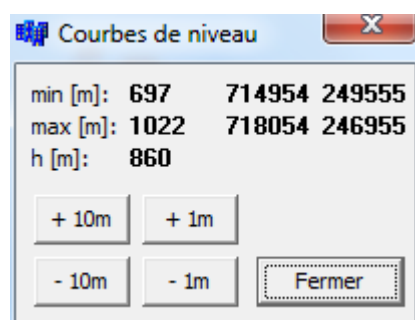 Courbes de niveau
min [m]: 697 714954 249555
max [m]: 1022 718054 246955
h [m]: 860
+ 10m + 1m
- 10m - 1m Fermer